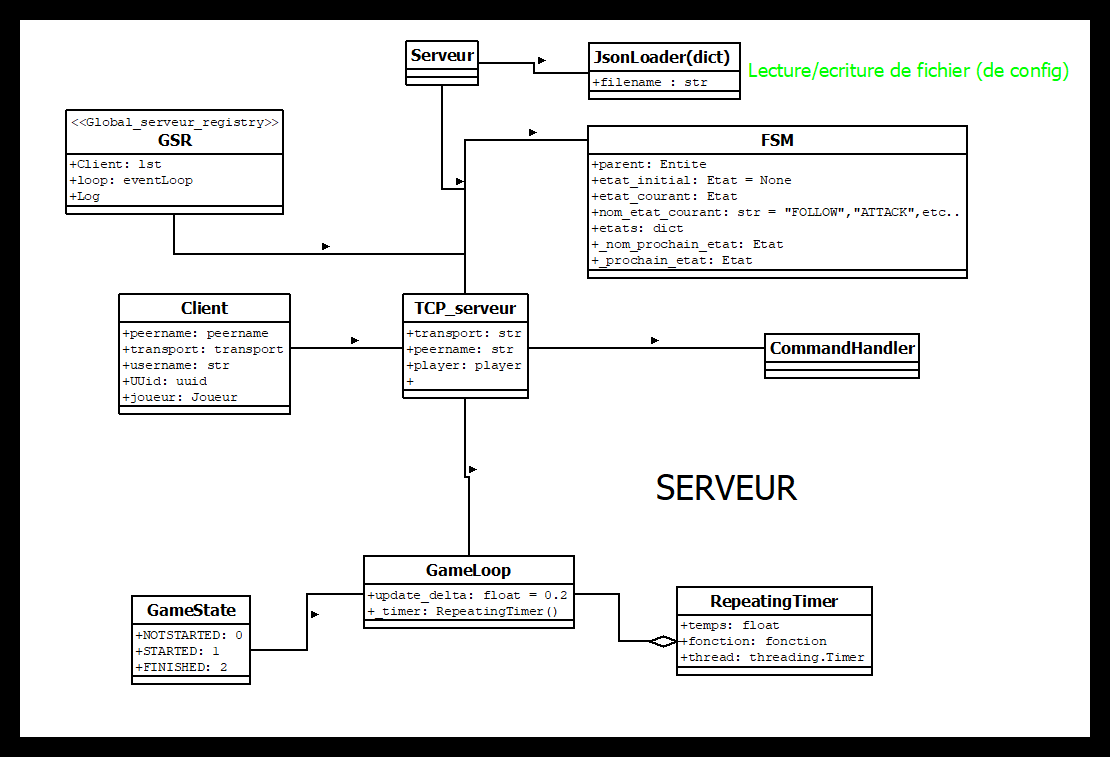 Serveur
JsonLoader(dict)
+filename : str
Lecture/ecriture de fichier (de config)
<<Global_serveur_registry>>
GSR
+Client: lst
+loop: eventLoop
+Log
FSM
+parent: Entite
+etat_initial: Etat = None
+etat_courant: Etat
+nom_etat_courant: str = "FOLLOW","ATTACK",etc..
+etats: dict
+_nom_prochain_etat: Etat
+_prochain_etat: Etat
Client
+peername: peername
+transport: transport
+username: str
+UUid: uuid
+joueur: Joueur
TCP_serveur
+transport: str
+peername: str
+player: player
+
CommandHandler
SERVEUR
GameLoop
+update_delta: float = 0.2
+_timer: RepeatingTimer()
GameState
+NOTSTARTED: 0
+STARTED: 1
+FINISHED: 2
RepeatingTimer
+temps: float
+fonction: fonction
+thread: threading.Timer